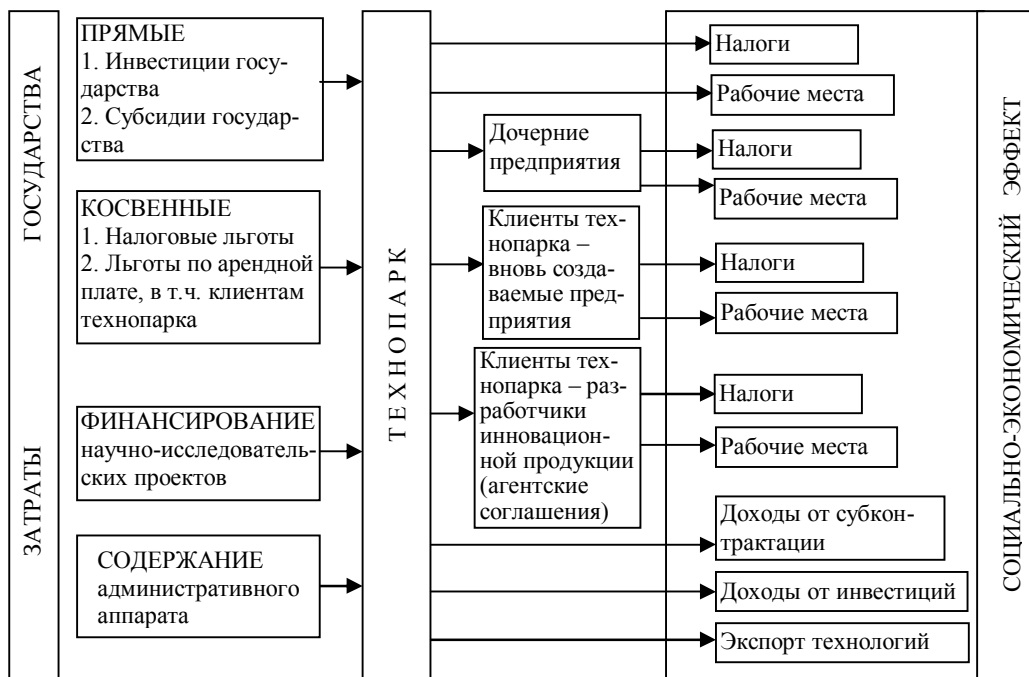 ЗАТРАТЫ ГОСУДАРСТВА
ПРЯМЫЕ
1. Инвестиции госу-
дарства
2. Субсидии государ-
ства
КОСВЕННЫЕ
1. Налоговые льготы
2. Льготы по арендной
плате, в т.ч. клиентам
технопарка
ФИНАНСИРОВАНИЕ
научно-исследователь-
ских проектов
СОДЕРЖАНИЕ
административного
аппарата
ТЕХНОПАРК
Дочерние
предприятия
Клиенты тех-
нопарка –
вновь созда-
ваемые пред-
приятия
Клиенты тех-
нопарка – раз-
работчики
инновацион-
ной продукции
(агентские
соглашения)
Налоги
Рабочие места
Налоги
Рабочие места
Налоги
Рабочие места
Налоги
Рабочие места
Доходы от субкон-
трактации
Доходы от инвестиций
Экспорт технологий
СОЦИАЛЬНО-ЭКОНОМИЧЕСКИЙ ЭФФЕКТ